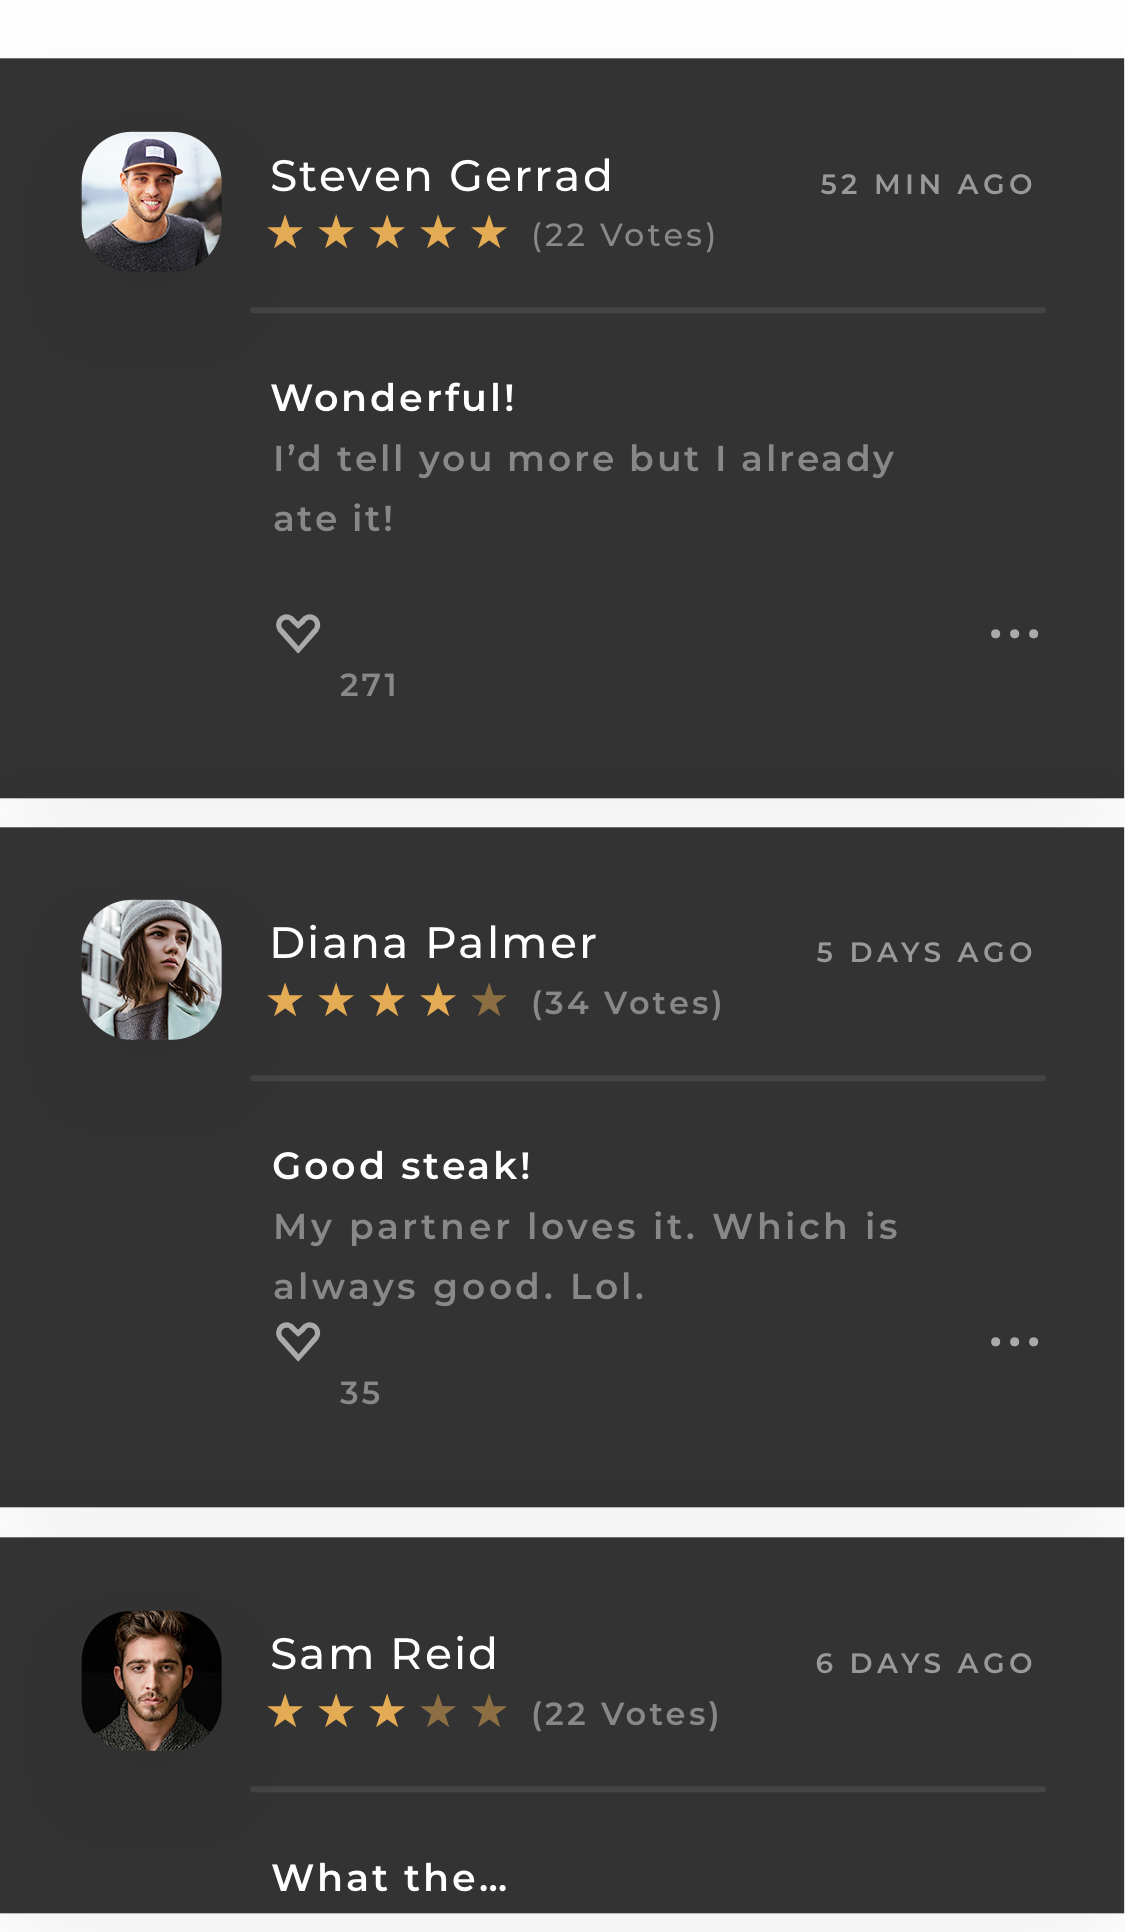 Steven Gerrad
52 MIN AGO
(22 Votes)
Wonderful!
I’d tell you more but I already
ate it!
271
Diana Palmer
5 DAYS AGO
(34 Votes)
Good steak!
My partner loves it. Which is
always good. Lol.
35
Sam Reid
6 DAYS AGO
(22 Votes)
What the…